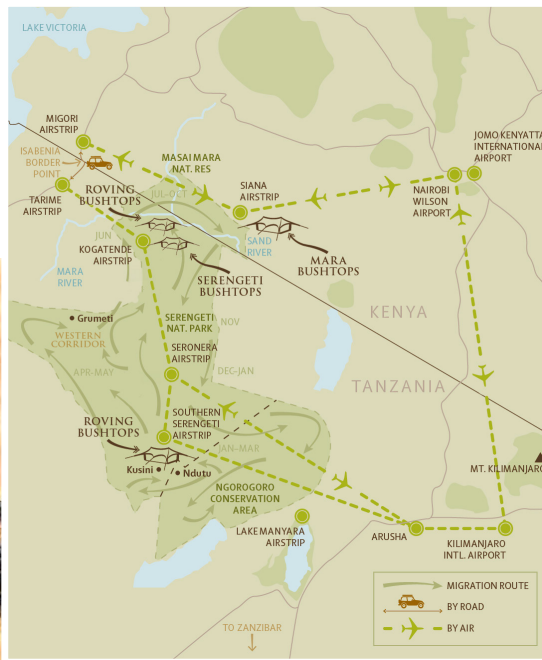 LAKE VICTORIA
MIGORI
AIRSTRIP
ISABENIA
BORDER
POINT
TARIME
AIRSTRIP
MASAI MARA
NAT. RES
JUL-OCT
ROVING
BUSHTOPS
SIANA
AIRSTRIP
JOMO KENYATTA
INTERNATIONAL
AIRPORT
NAIROBI
WILSON
AIRPORT
JUN
KOGATENDE
AIRSTRIP
SAND
RIVER
MARA
BUSHTOPS
MARA
RIVER
SERENGETI
BUSHTOPS
KENYA
Grumeti
WESTERN
CORRIDOR
SERENGETI
NAT. PARK
NOV
SERONERA
AIRSTRIP
APR-MAY
DEC-JAN
TANZANIA
ROVING
BUSHTOPS
SOUTHERN
SERENGETI
AIRSTRIP
JAN-MAR
Kusini
Ndutu
MT. KILIMANJARO
NGOROGORO
CONSERVATION
AREA
LAKE MANYARA
AIRSTRIP
ARUSHA
KILIMANJARO
INTL. AIRPORT
TO ZANZIBAR
MIGRATION ROUTE
BY ROAD
BY AIR